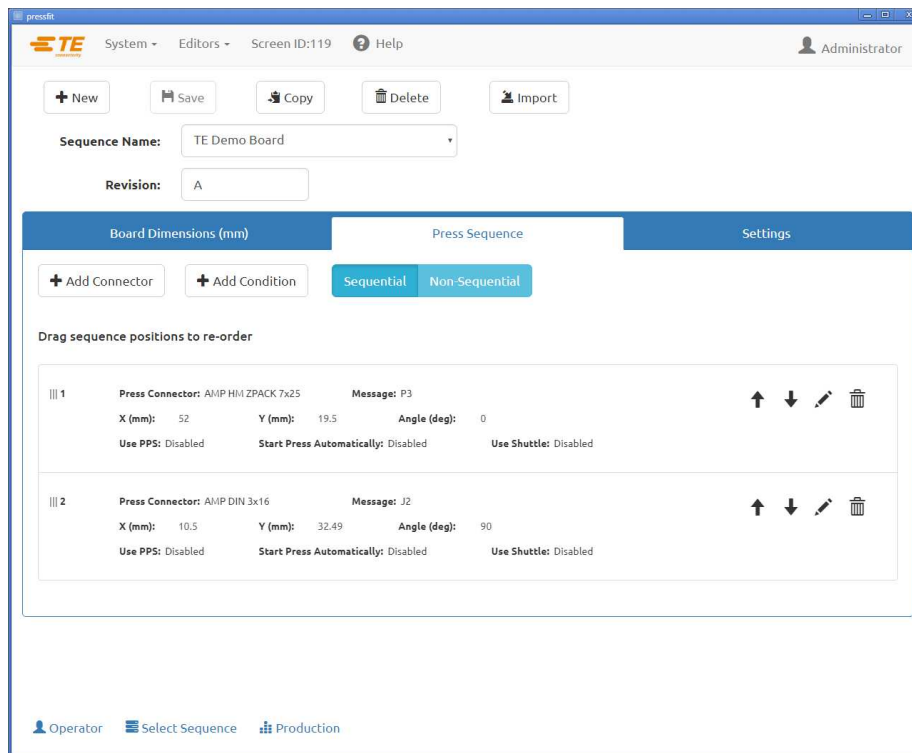 pressfit
TE connectivity System Editors Screen ID:119 Help Administrator
New Save Copy Delete Import
Sequence Name: TE Demo Board
Revision: A
Board Dimensions (mm) Press Sequence Settings
Add Connector Add Condition Sequential Non-Sequential
Drag sequence positions to re-order
1 Press Connector: AMP HM ZPACK 7x25 Message: P3
X (mm): 52 Y (mm): 19.5 Angle (deg): 0
Use PPS: Disabled Start Press Automatically: Disabled Use Shuttle: Disabled
2 Press Connector: AMP DIN 3x16 Message: J2
X (mm): 10.5 Y (mm): 32.49 Angle (deg): 90
Use PPS: Disabled Start Press Automatically: Disabled Use Shuttle: Disabled
Operator Select Sequence Production